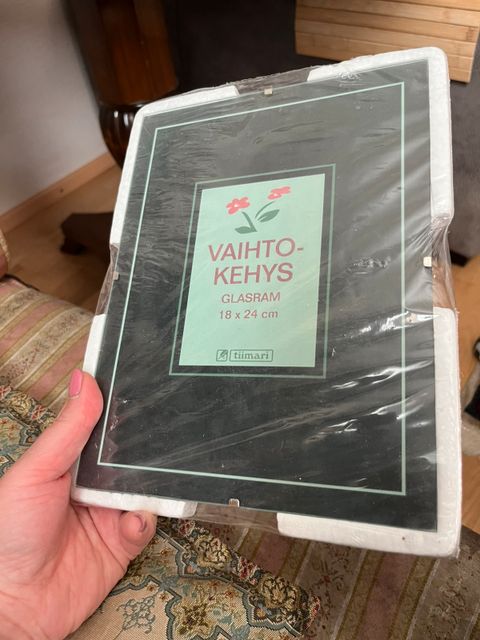 VAIHTO-
KEHYS
GLASRAM
18 x 24 cm
tiimari